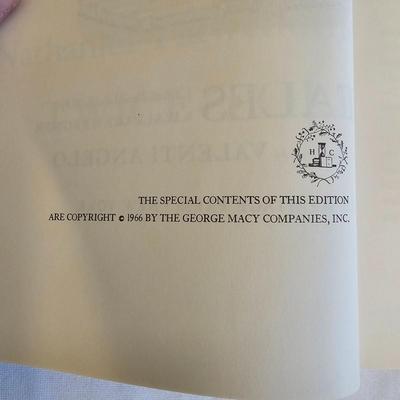 H C
THE SPECIAL CONTENTS OF THIS EDITION
ARE COPYRIGHT © 1966 BY THE GEORGE MACY COMPANIES, INC.